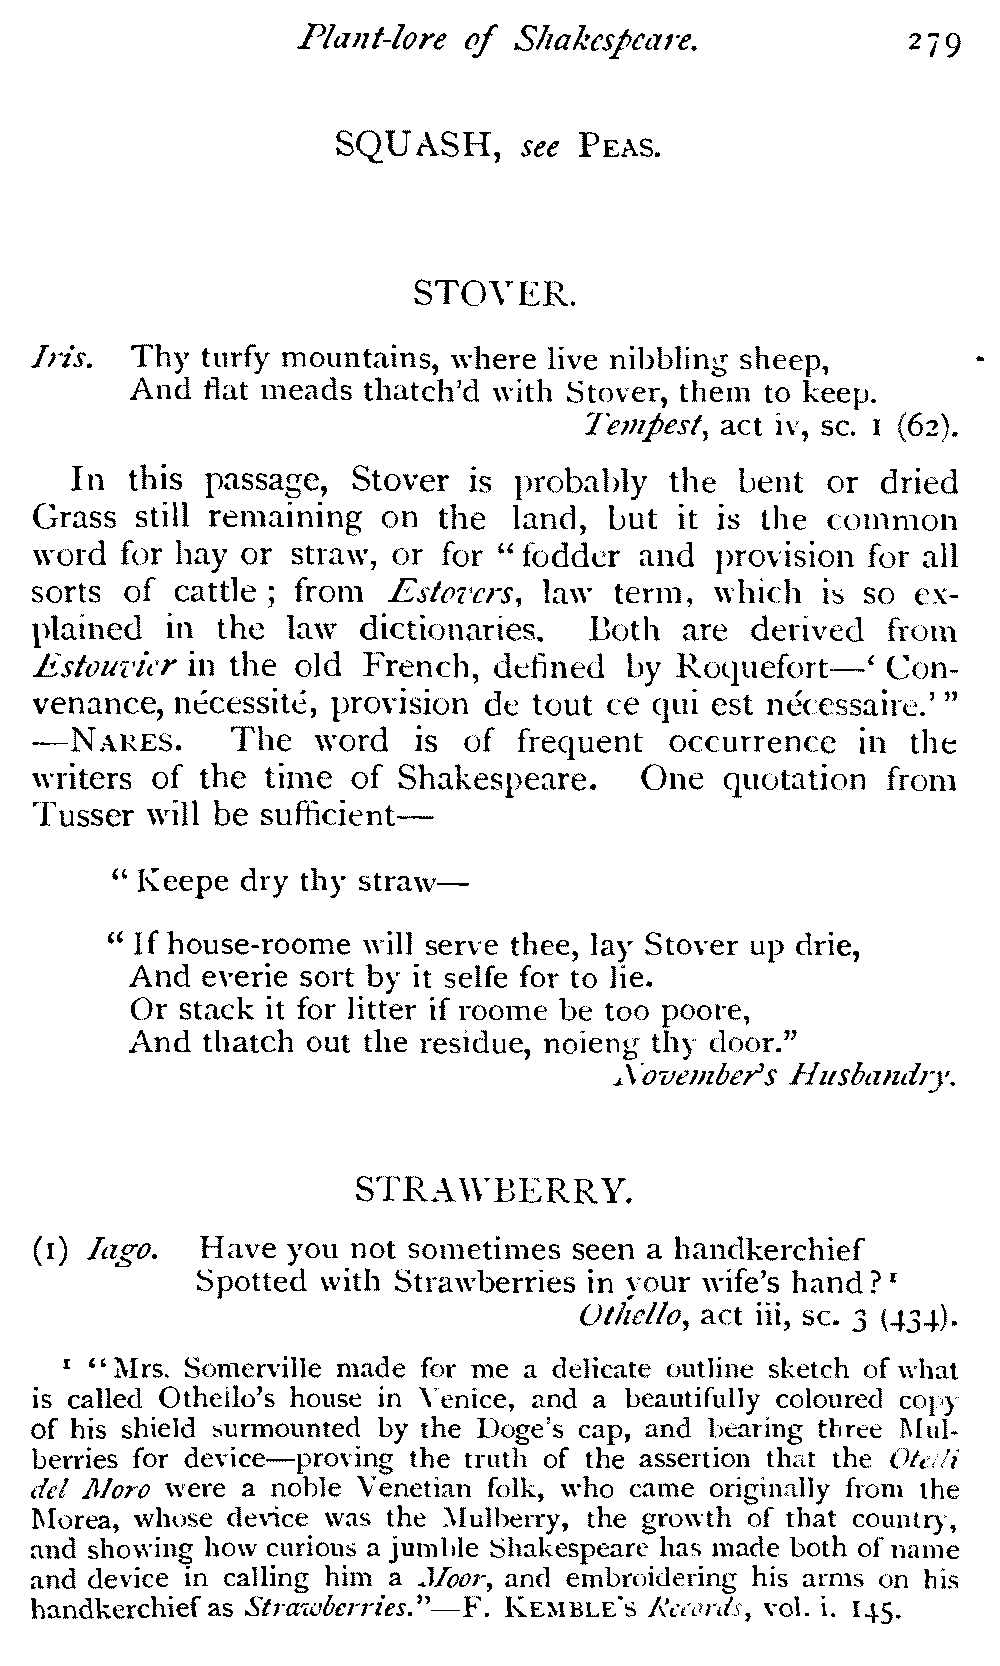 Plant-lore of Shakespeare. 279
SQUASH, see PEAS.
STOVER.
Iris. Thy turfy mountains, where live nibbling sheep,
And flat meads thatch'd with Stover, them to keep.
Tempest, act iv, sc. 1 (62).
In this passage, Stover is probably the bent or dried
Grass still remaining on the land, but it is the common
word for hay or straw, or for “fodder and provision for all
sorts of cattle; from Estovers, law term, which is so ex-
plained in the law dictionaries. Both are derived from
Estouvier in the old French, defined by Roquefort—‘Con-
venance, nécessité, provision de tout ce qui est nécessaire.’”
—NARES. The word is of frequent occurrence in the
writers of the time of Shakespeare. One quotation from
Tusser will be sufficient—
“Keepe dry thy straw—
“If house-roome will serve thee, lay Stover up drie,
And everie sort by it selfe for to lie.
Or stack it for litter if roome be too poore,
And thatch out the residue, noieng thy door.”
November's Husbandry.
STRAWBERRY.
(1) Iago. Have you not sometimes seen a handkerchief
Spotted with Strawberries in your wife's hand?¹
Othello, act iii, sc. 3 (434).
¹ “Mrs. Somerville made for me a delicate outline sketch of what
is called Othello's house in Venice, and a beautifully coloured copy
of his shield surmounted by the Doge's cap, and bearing three Mul-
berries for device—proving the truth of the assertion that the Otelli
del Moro were a noble Venetian folk, who came originally from the
Morea, whose device was the Mulberry, the growth of that country,
and showing how curious a jumble Shakespeare has made both of name
and device in calling him a Moor, and embroidering his arms on his
handkerchief as Strawberries.”—F. KEMBLE'S Records, vol. i. 145.